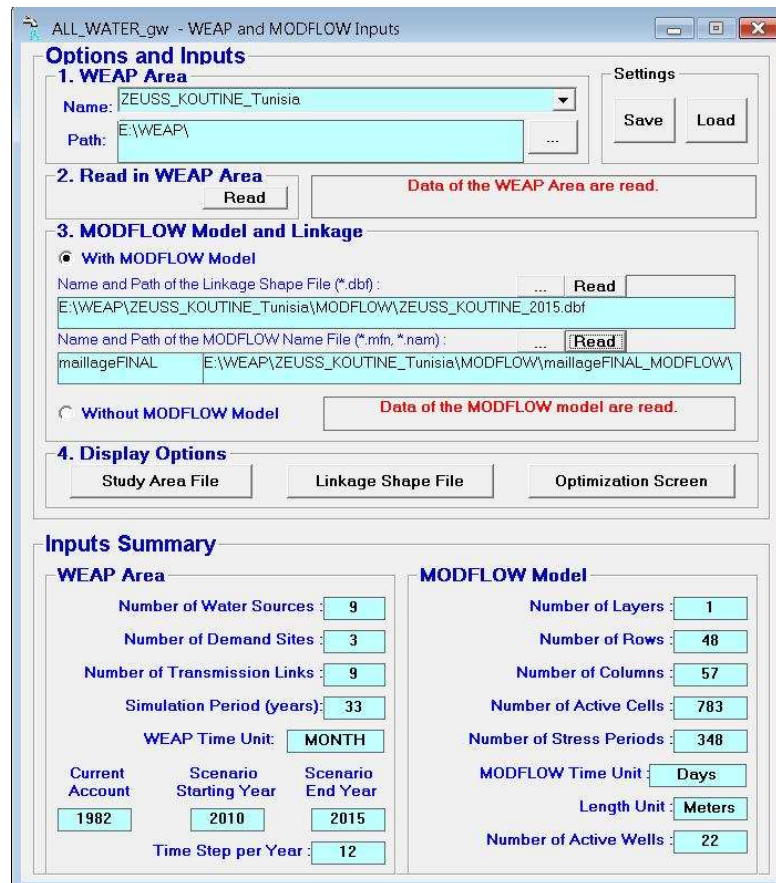 ALL_WATER_gw - WEAP and MODFLOW Inputs
Options and Inputs
1. WEAP Area
Name: ZEUSS_KOUTINE_Tunisia
Path: E:\WEAP\
...
Settings
Save Load
2. Read in WEAP Area
Read
Data of the WEAP Area are read.
3. MODFLOW Model and Linkage
With MODFLOW Model
Name and Path of the Linkage Shape File (*.dbf) : ... Read
E:\WEAP\ZEUSS_KOUTINE_Tunisia\MODFLOW\ZEUSS_KOUTINE_2015.dbf
Name and Path of the MODFLOW Name File (*.mfn, *.nam) : ... Read
maillageFINAL E:\WEAP\ZEUSS_KOUTINE_Tunisia\MODFLOW\maillageFINAL_MODFLOW\
Without MODFLOW Model
Data of the MODFLOW model are read.
4. Display Options
Study Area File Linkage Shape File Optimization Screen
Inputs Summary
WEAP Area
Number of Water Sources : 9
Number of Demand Sites : 3
Number of Transmission Links : 9
Simulation Period (years): 33
WEAP Time Unit: MONTH
Current Scenario Scenario
Account Starting Year End Year
1982 2010 2015
Time Step per Year : 12
MODFLOW Model
Number of Layers : 1
Number of Rows : 48
Number of Columns : 57
Number of Active Cells : 783
Number of Stress Periods : 348
MODFLOW Time Unit : Days
Length Unit : Meters
Number of Active Wells : 22